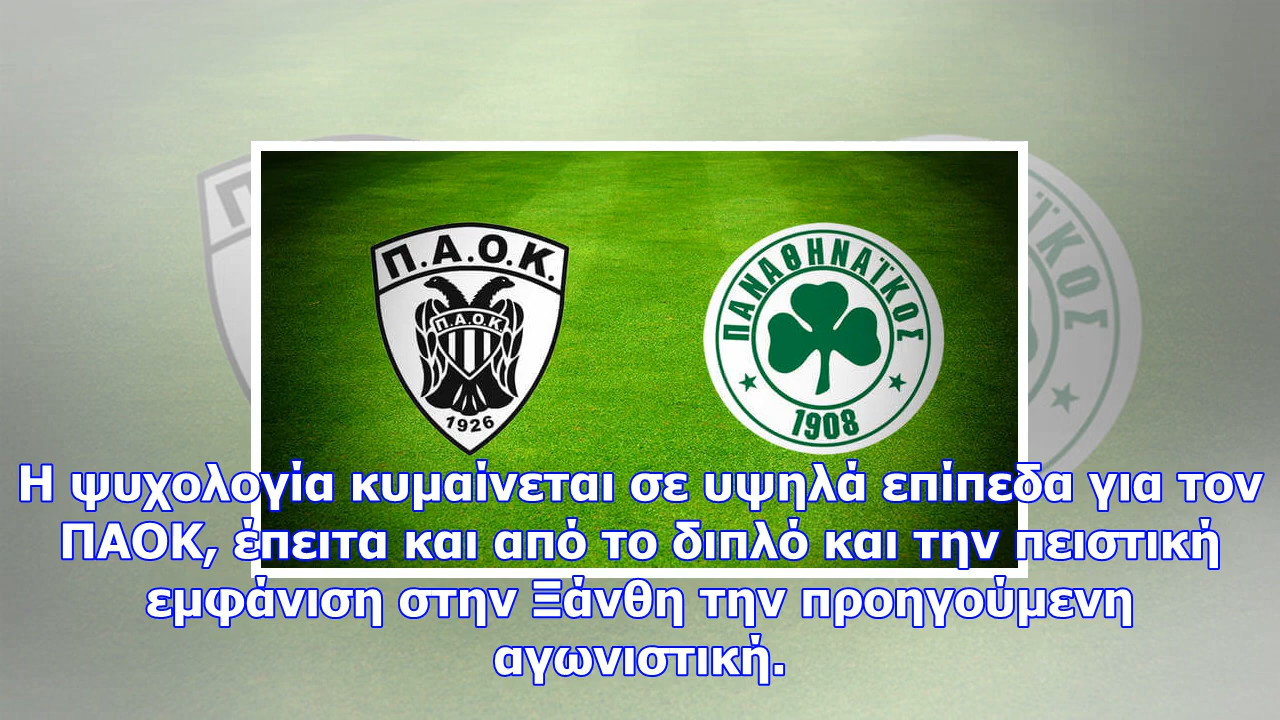 Π.Α.Ο.Κ.
Π.Α.Ο.Κ.
1926
ΠΑΝΑΘΗΝΑΪΚΟΣ
1908
Η ψυχολογία κυμαίνεται σε υψηλά επίπεδα για τον
ΠΑΟΚ, έπειτα και από το διπλό και την πειστική
εμφάνιση στην Ξάνθη την προηγούμενη
αγωνιστική.